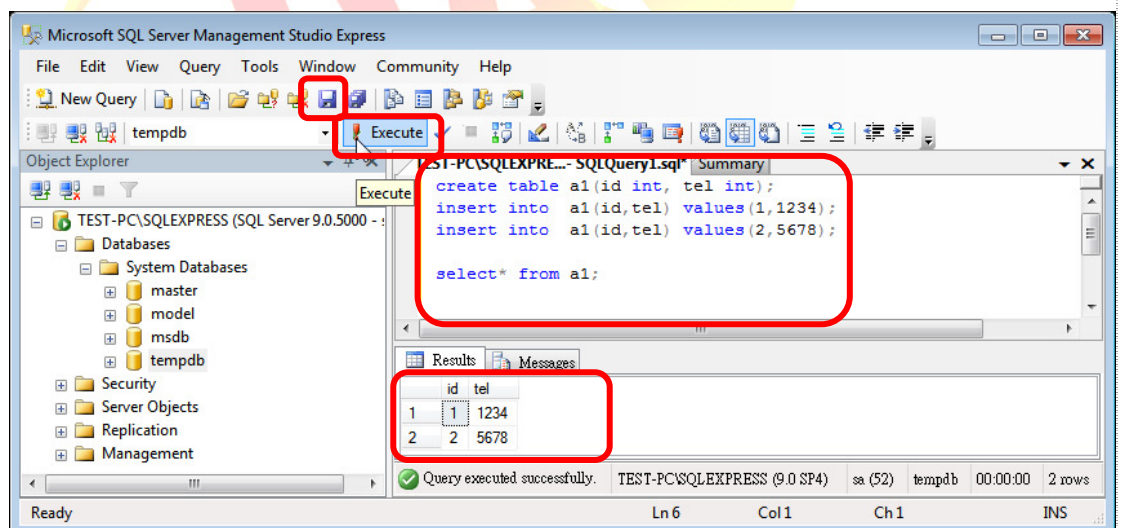 Microsoft SQL Server Management Studio Express
File Edit View Query Tools Window Community Help
New Query
tempdb Execute
Object Explorer
Execute
TEST-PC\SQLEXPRESS (SQL Server 9.0.5000 -
Databases
System Databases
master
model
msdb
tempdb
Security
Server Objects
Replication
Management
TEST-PC\SQLEXPRE...- SQLQuery1.sql* Summary
create table a1(id int, tel int);
insert into a1(id,tel) values(1,1234);
insert into a1(id,tel) values(2,5678);
select* from a1;
Results Messages
id tel
1 1 1234
2 2 5678
Query executed successfully. TEST-PC\SQLEXPRESS (9.0 SP4) sa (52) tempdb 00:00:00 2 rows
Ready Ln 6 Col 1 Ch 1 INS